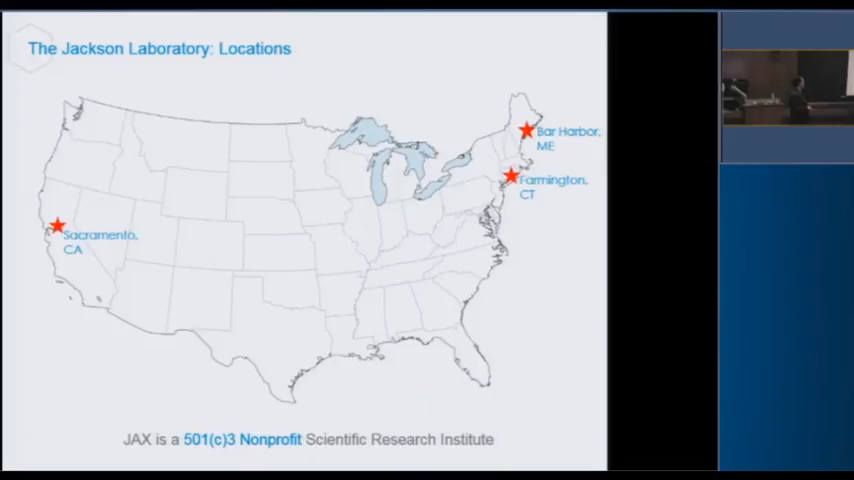 The Jackson Laboratory: Locations
Bar Harbor,
ME
Farmington,
CT
Sacramento,
CA
JAX is a 501(c)3 Nonprofit Scientific Research Institute